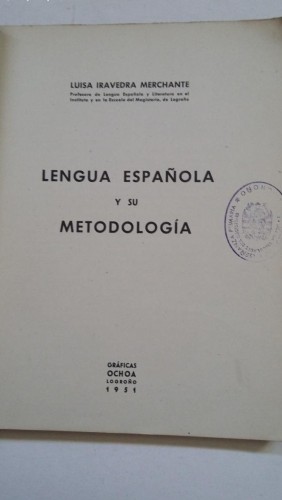 LUISA IRAVEDRA MERCHANTE
Profesora de Lengua Española y Literatura en el
Instituto y en la Escuela del Magisterio, de Logroño
LENGUA ESPAÑOLA
Y SU
METODOLOGÍA
GRÁFICAS
OCHOA
LOGROÑO
1951